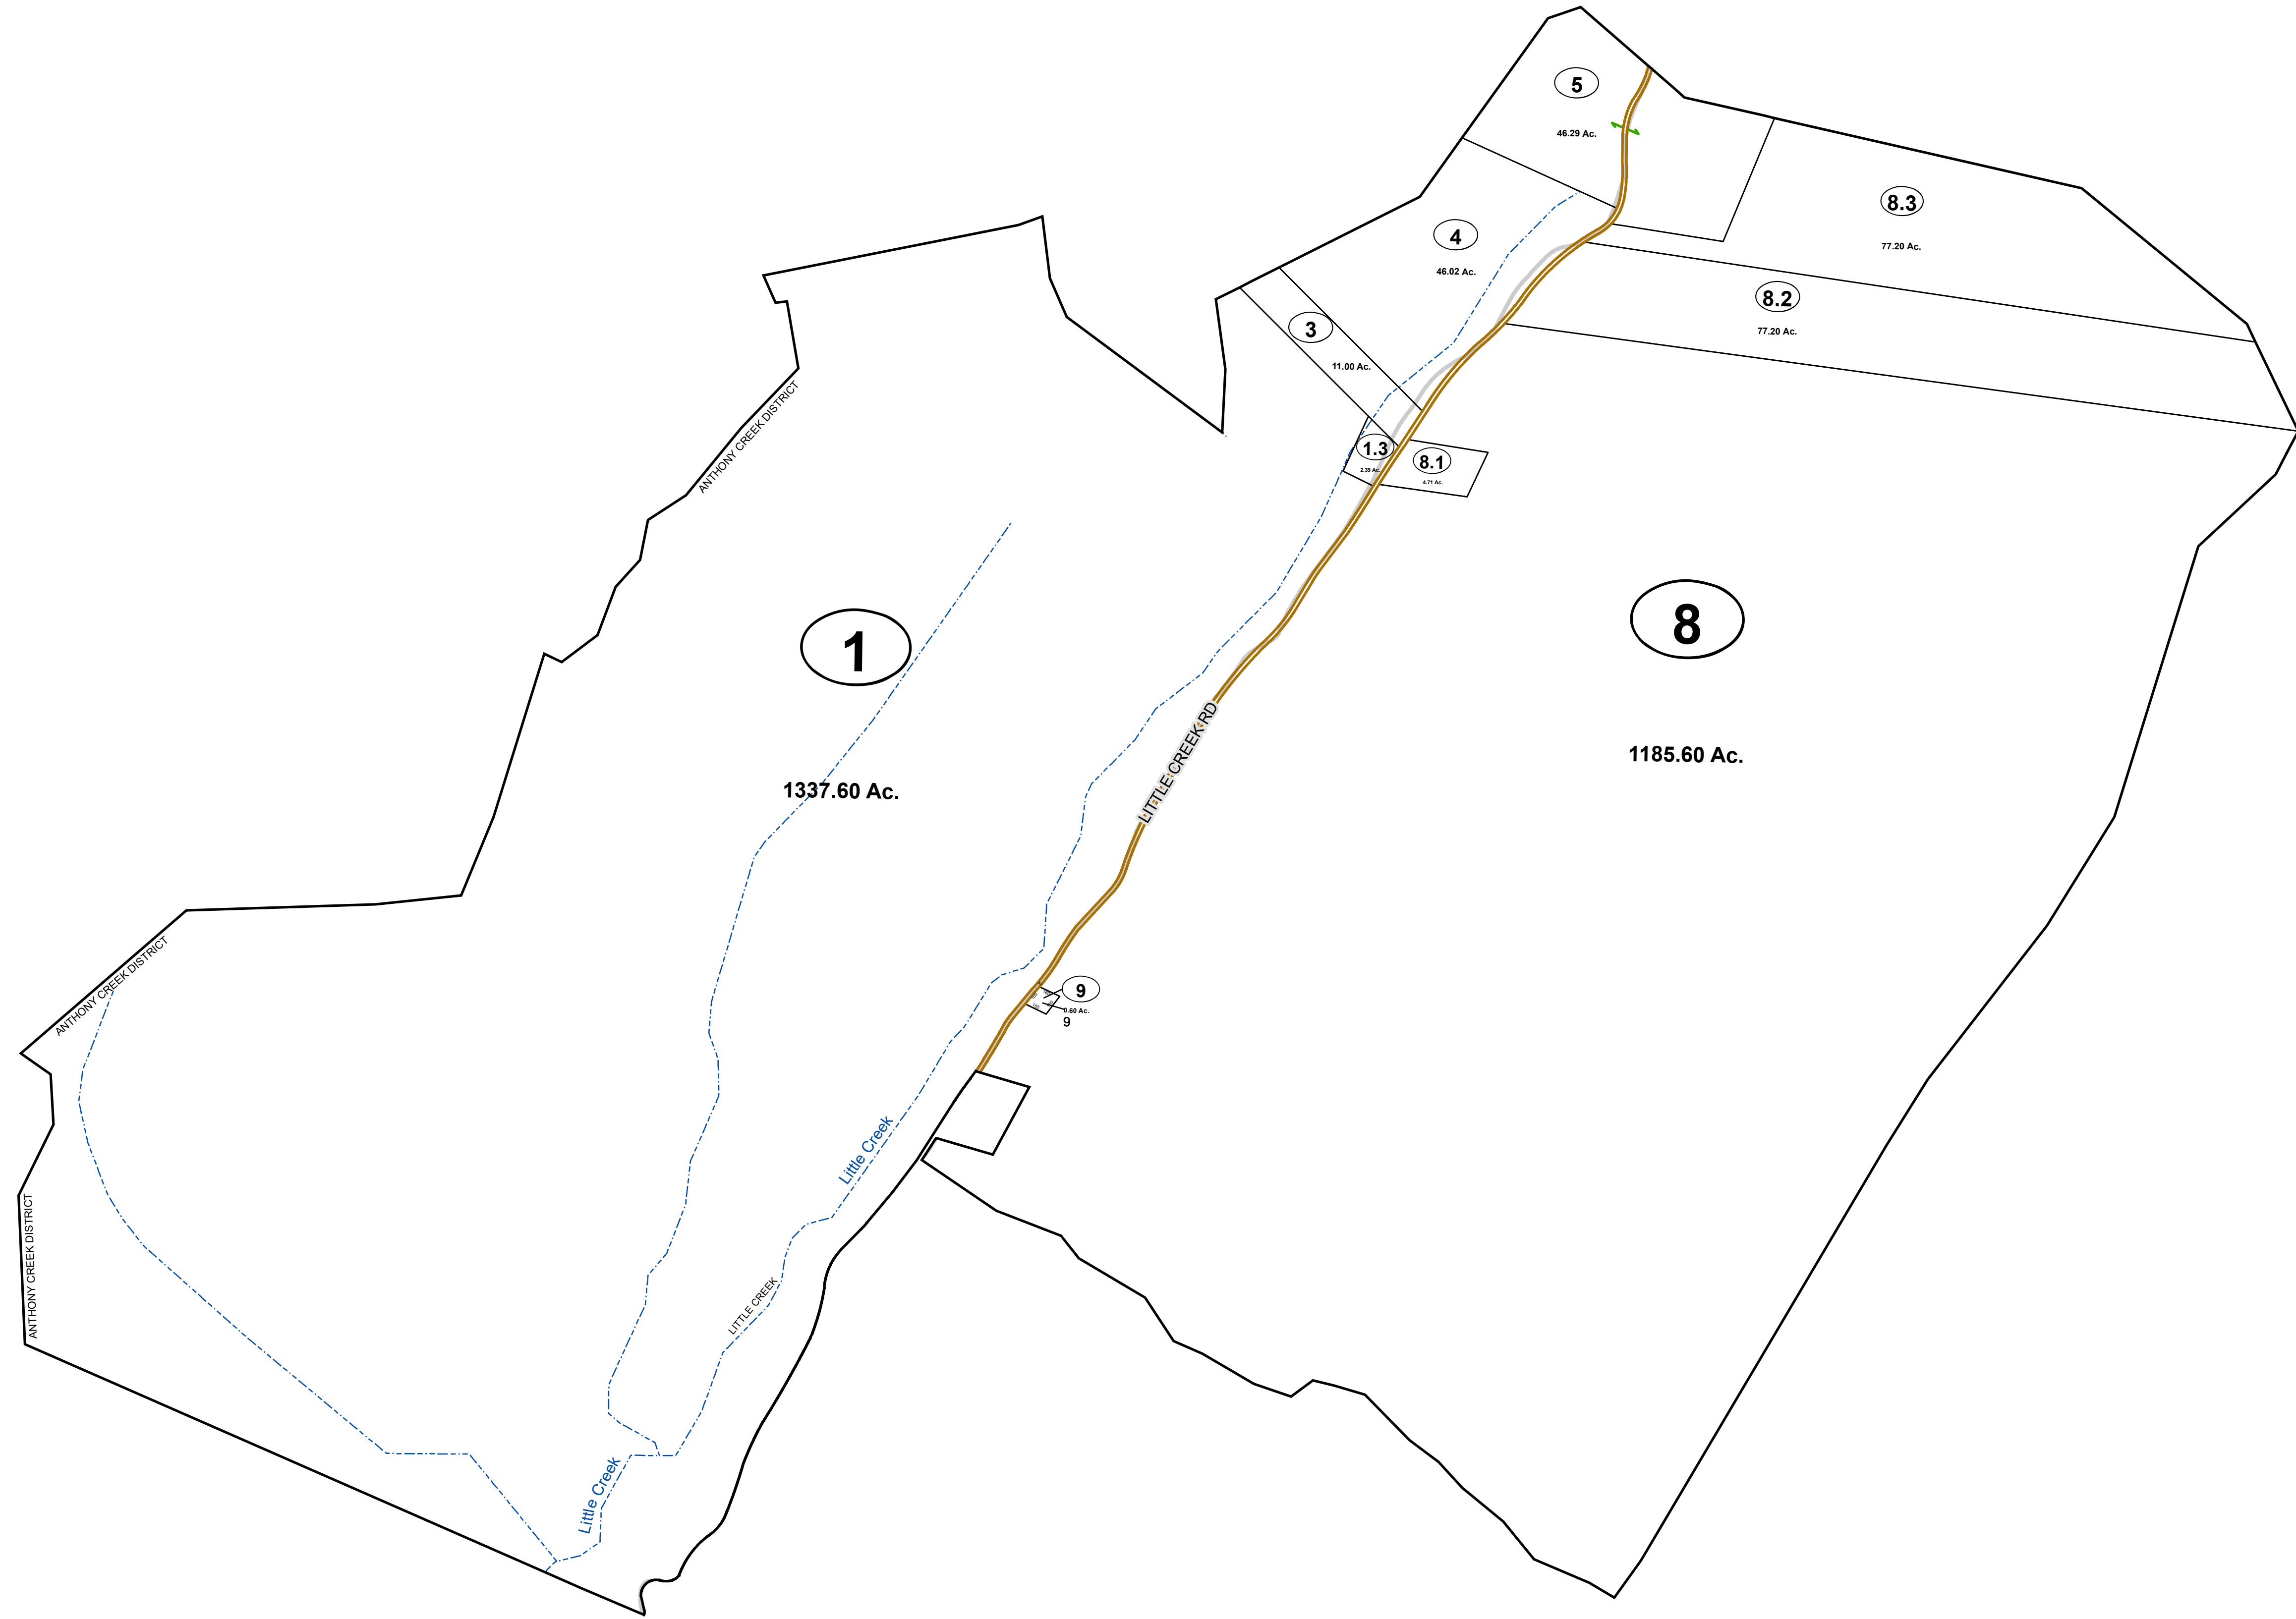 5
46.29 Ac.
8.3
77.20 Ac.
4
46.02 Ac.
8.2
77.20 Ac.
3
11.00 Ac.
1.3
2.39 Ac.
8.1
4.71 Ac.
ANTHONY CREEK DISTRICT
1
1337.60 Ac.
8
1185.60 Ac.
LITTLE CREEK RD
ANTHONY CREEK DISTRICT
9
0.60 Ac.
9
Little Creek
ANTHONY CREEK DISTRICT
LITTLE CREEK
Little Creek